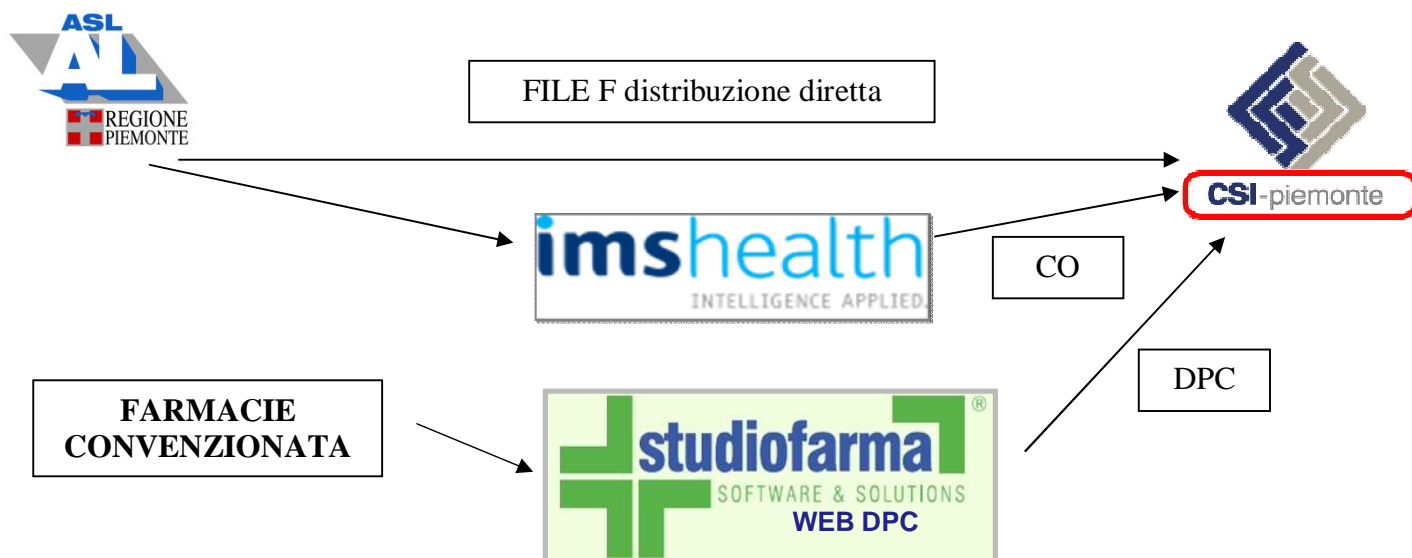 ASL
AL
REGIONE
PIEMONTE
FILE F distribuzione diretta
CSI-piemonte
imshealth
INTELLIGENCE APPLIED.
CO
DPC
FARMACIE
CONVENZIONATA
studiofarma®
SOFTWARE & SOLUTIONS
WEB DPC